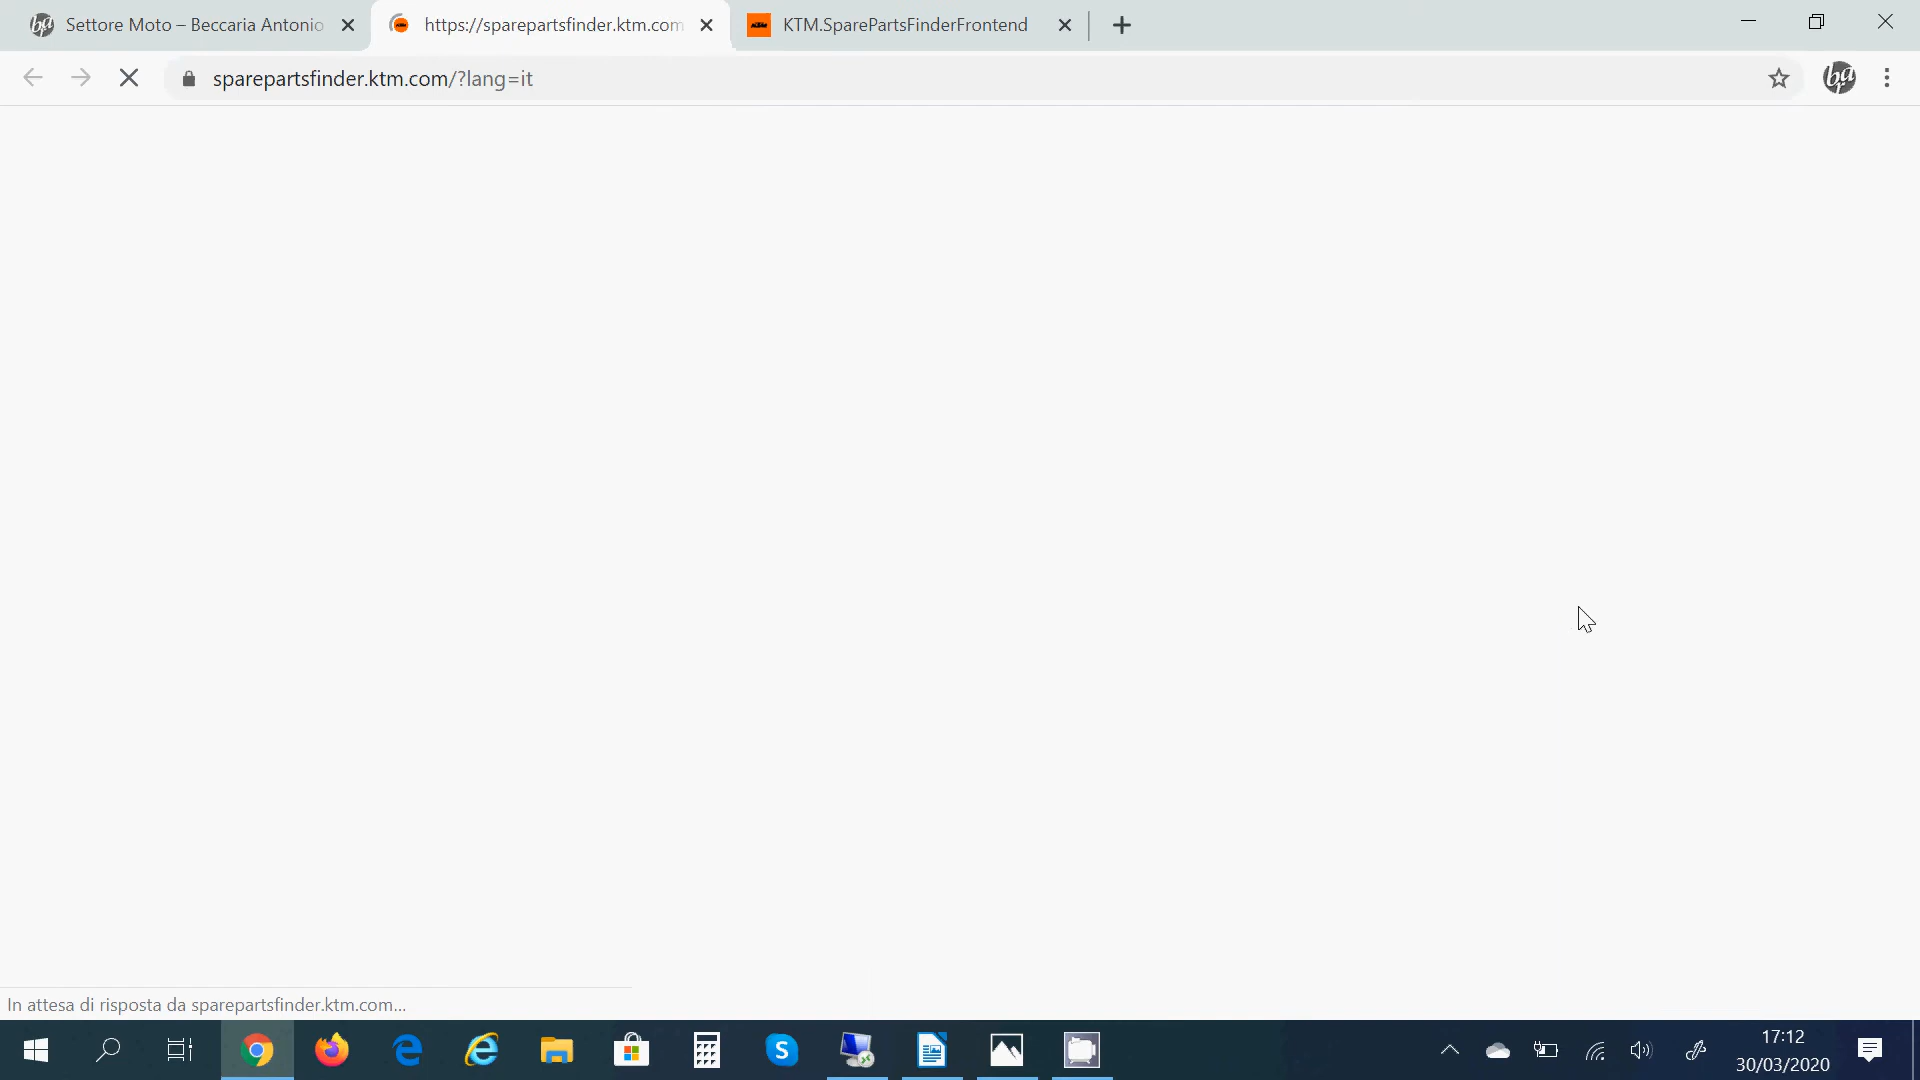 Settore Moto – Beccaria Antonio
https://sparepartsfinder.ktm.com
KTM.SparePartsFinderFrontend
sparepartsfinder.ktm.com/?lang=it
In attesa di risposta da sparepartsfinder.ktm.com...
17:12
30/03/2020